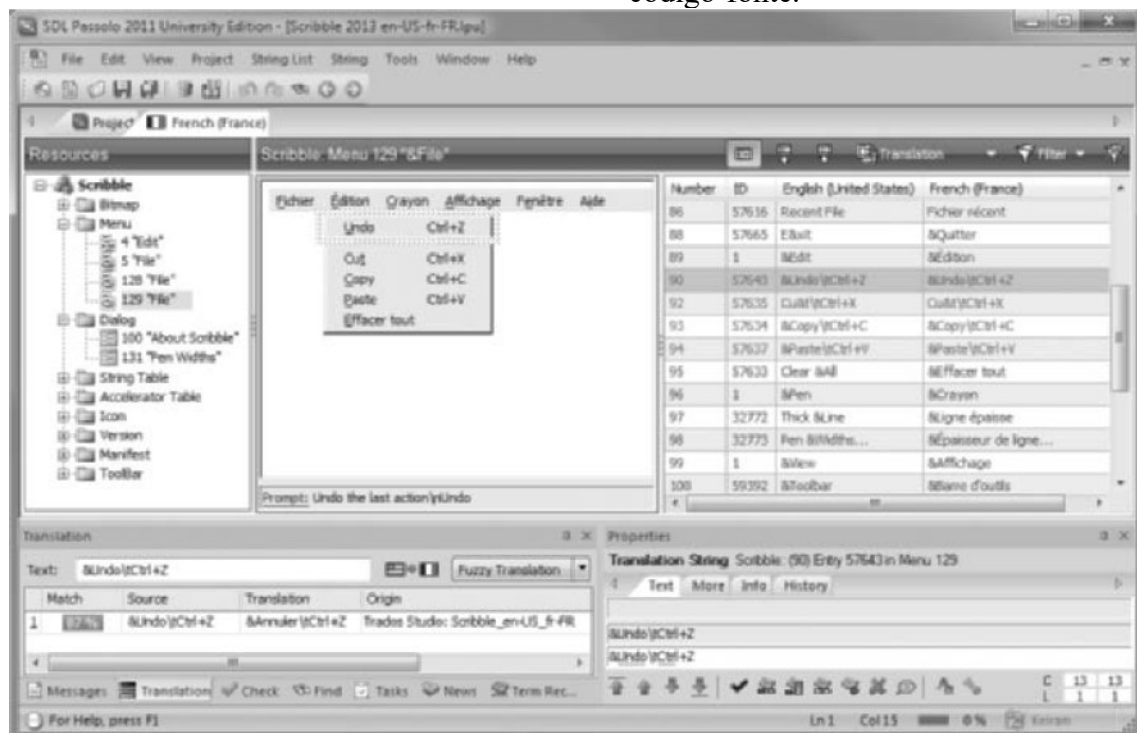 código-fonte.
SDL Passolo 2011 University Edition - [Scribble 2013 en-US-fr-FR.lpu]
File Edit View Project String List String Tools Window Help
Project French (France)
Resources
Scribble: Menu 129 "&File"
Translation Filter
Scribble
Bitmap
Menu
4 "Edit"
5 "File"
128 "File"
129 "File"
Dialog
100 "About Scribble"
131 "Pen Widths"
String Table
Accelerator Table
Icon
Version
Manifest
ToolBar
Fichier Édition Crayon Affichage Fenêtre Aide
Undo Ctrl+Z
Cut Ctrl+X
Copy Ctrl+C
Paste Ctrl+V
Effacer tout
Prompt: Undo the last action\nUndo
Number ID English (United States) French (France)
86 57616 Recent File Fichier récent
88 57665 E&xit &Quitter
89 1 &Edit &Édition
90 57643 &Undo\tCtrl+Z &Undo\tCtrl+Z
92 57635 Cu&t\tCtrl+X Cu&t\tCtrl+X
93 57634 &Copy\tCtrl+C &Copy\tCtrl+C
94 57637 &Paste\tCtrl+V &Paste\tCtrl+V
95 57633 Clear &All &Effacer tout
96 1 &Pen &Crayon
97 32772 Thick &Line &Ligne épaisse
98 32773 Pen &Widths... &Épaisseur de ligne...
99 1 &View &Affichage
100 59392 &Toolbar &Barre d'outils
Translation
Text: &Undo\tCtrl+Z Fuzzy Translation
Match Source Translation Origin
1 &Undo\tCtrl+Z &Annuler\tCtrl+Z Trados Studio: Scribble_en-US_fr-FR
Messages Translation Check Find Tasks News Term Rec...
Properties
Translation String Scribble: (90) Entry 57643 in Menu 129
Text More Info History
&Undo\tCtrl+Z
&Undo\tCtrl+Z
C 13 13
L 1 1
For Help, press F1
Ln 1 Col 15 0% Keiran